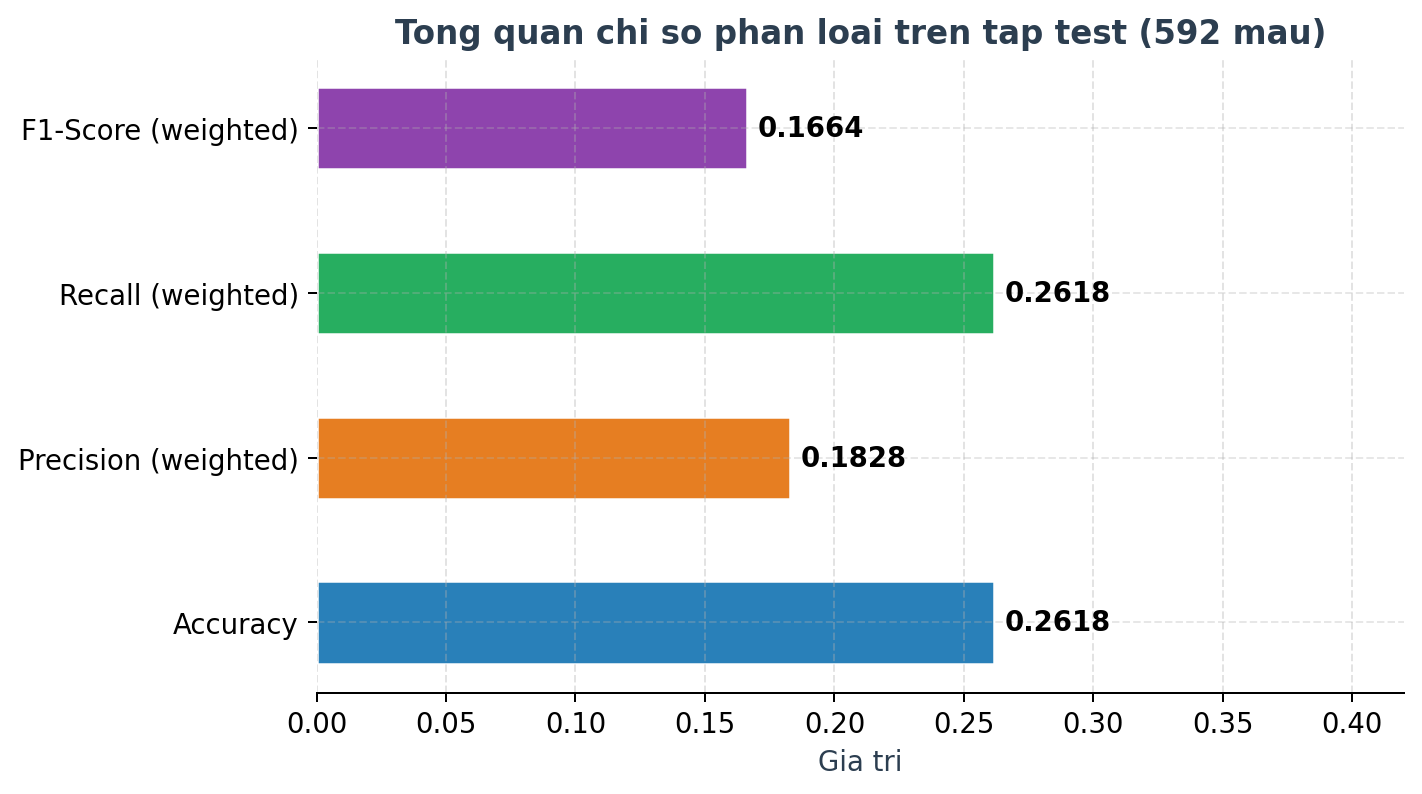 Tong quan chi so phan loai tren tap test (592 mau)
F1-Score (weighted)
0.1664
Recall (weighted)
0.2618
Precision (weighted)
0.1828
Accuracy
0.2618
0.00 0.05 0.10 0.15 0.20 0.25 0.30 0.35 0.40
Gia tri